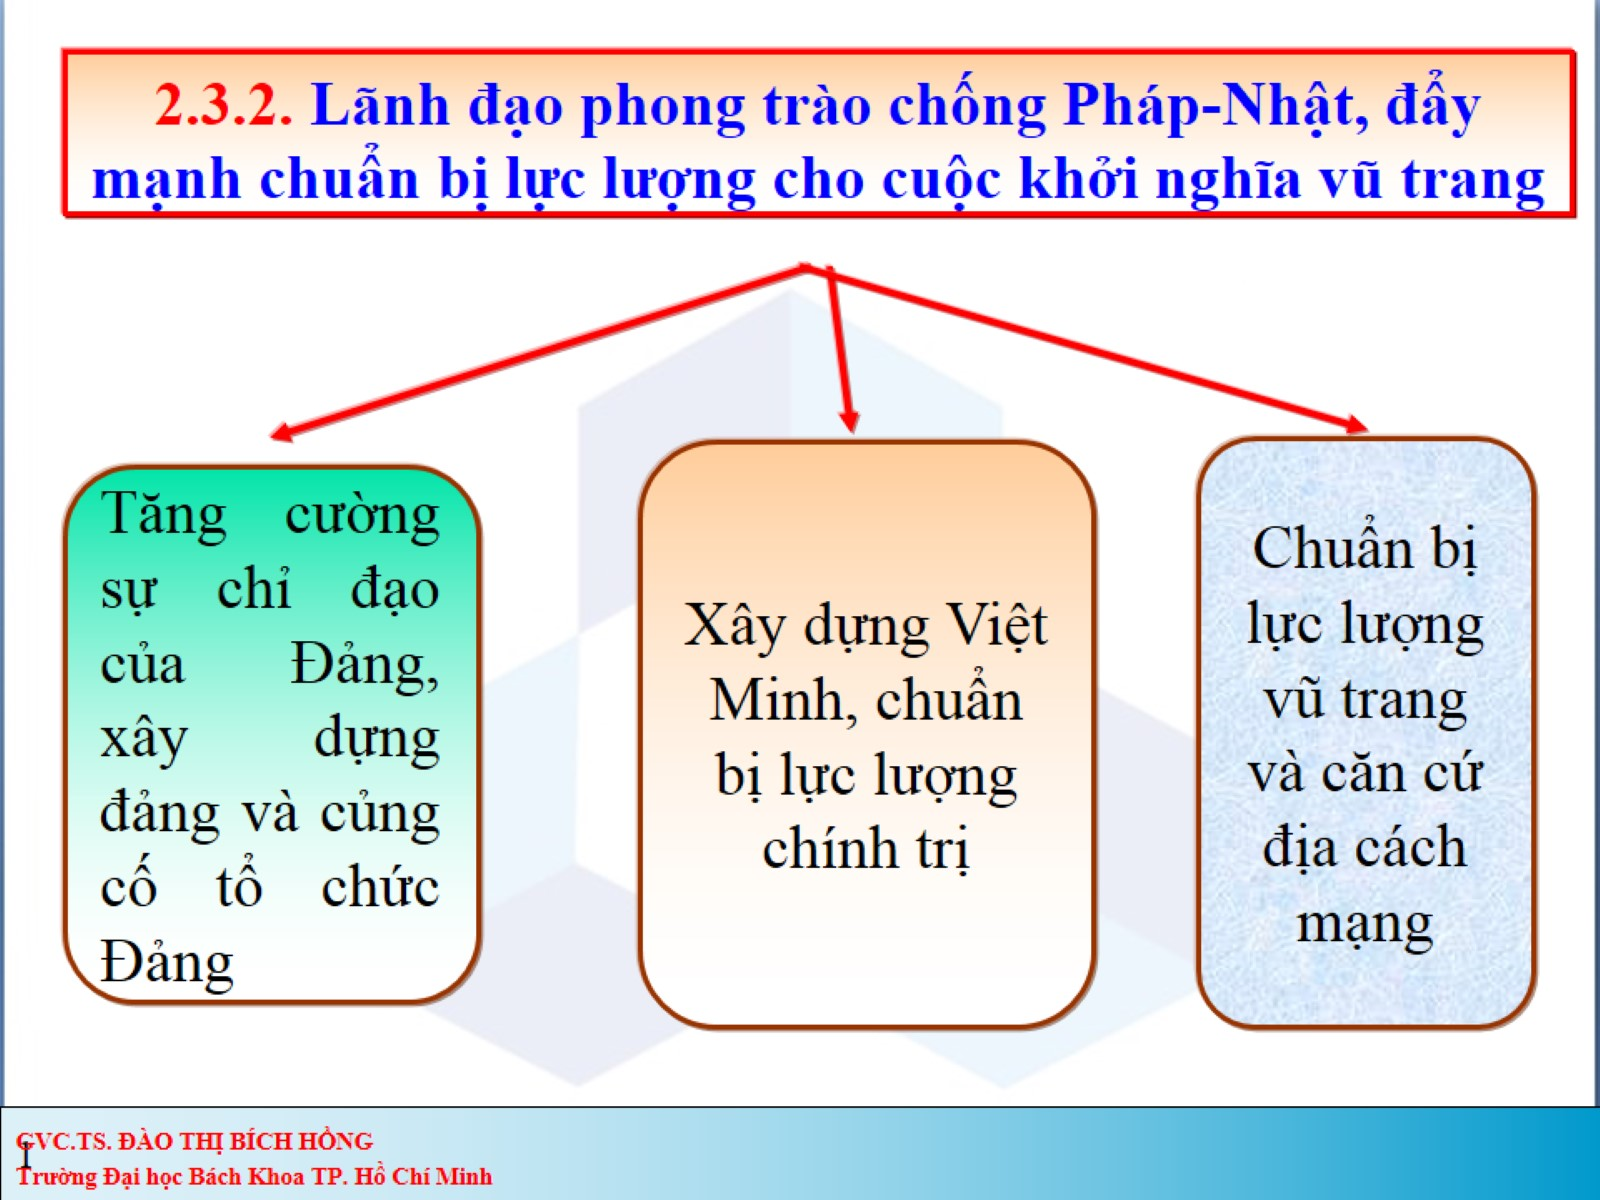 2.3.2. Lãnh đạo phong trào chống Pháp-Nhật, đẩy
mạnh chuẩn bị lực lượng cho cuộc khởi nghĩa vũ trang
Tăng cường
sự chỉ đạo
của Đảng,
xây dựng
đảng và củng
cố tổ chức
Đảng
Xây dựng Việt
Minh, chuẩn
bị lực lượng
chính trị
Chuẩn bị
lực lượng
vũ trang
và căn cứ
địa cách
mạng
GVC.TS. ĐÀO THỊ BÍCH HỒNG
1
Trường Đại học Bách Khoa TP. Hồ Chí Minh